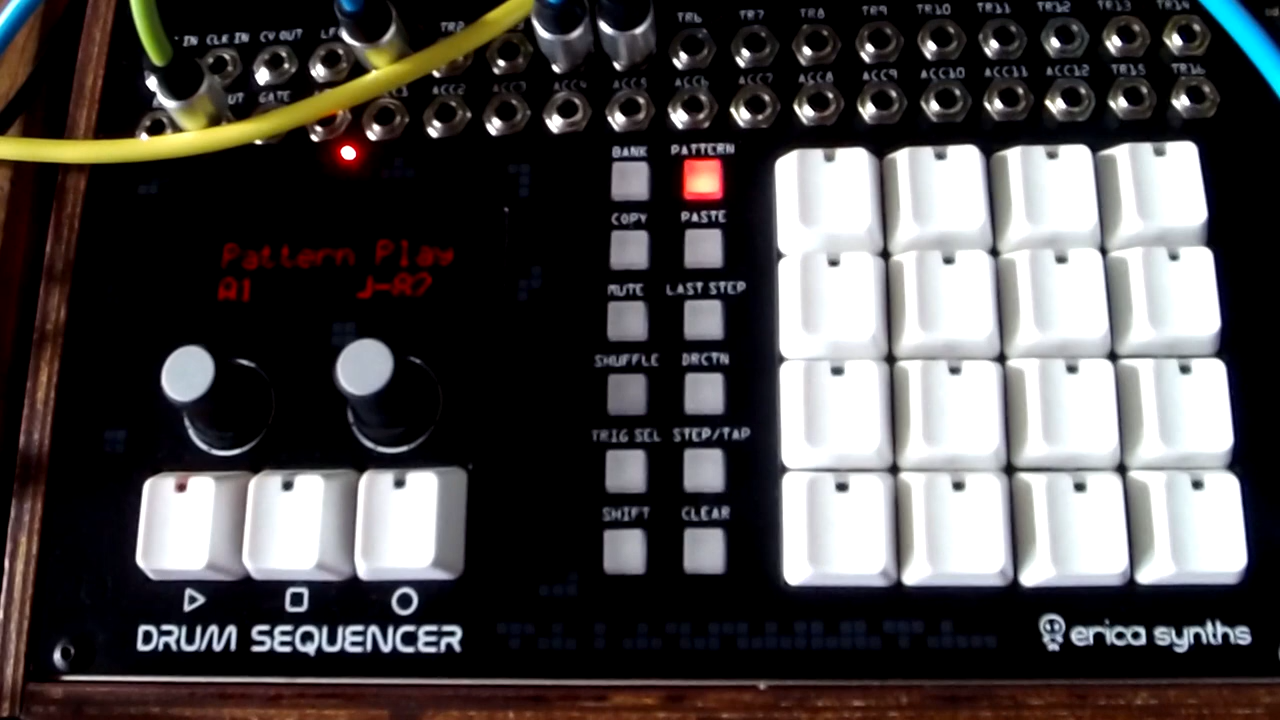 IN CLK IN CV OUT LF TR2 TR6 TR7 TR8 TR9 TR10 TR11 TR12 TR13 TR14
GATE ACC2 ACC4 ACC5 ACC6 ACC7 ACC8 ACC9 ACC10 ACC11 ACC12 TR15 TR16
BANK PATTERN
COPY PASTE
Pattern Play
A1
MUTE LAST STEP
SHUFFLE DRCTN
TRIG SEL STEP/TAP
SHIFT CLEAR
DRUM SEQUENCER
erica synths